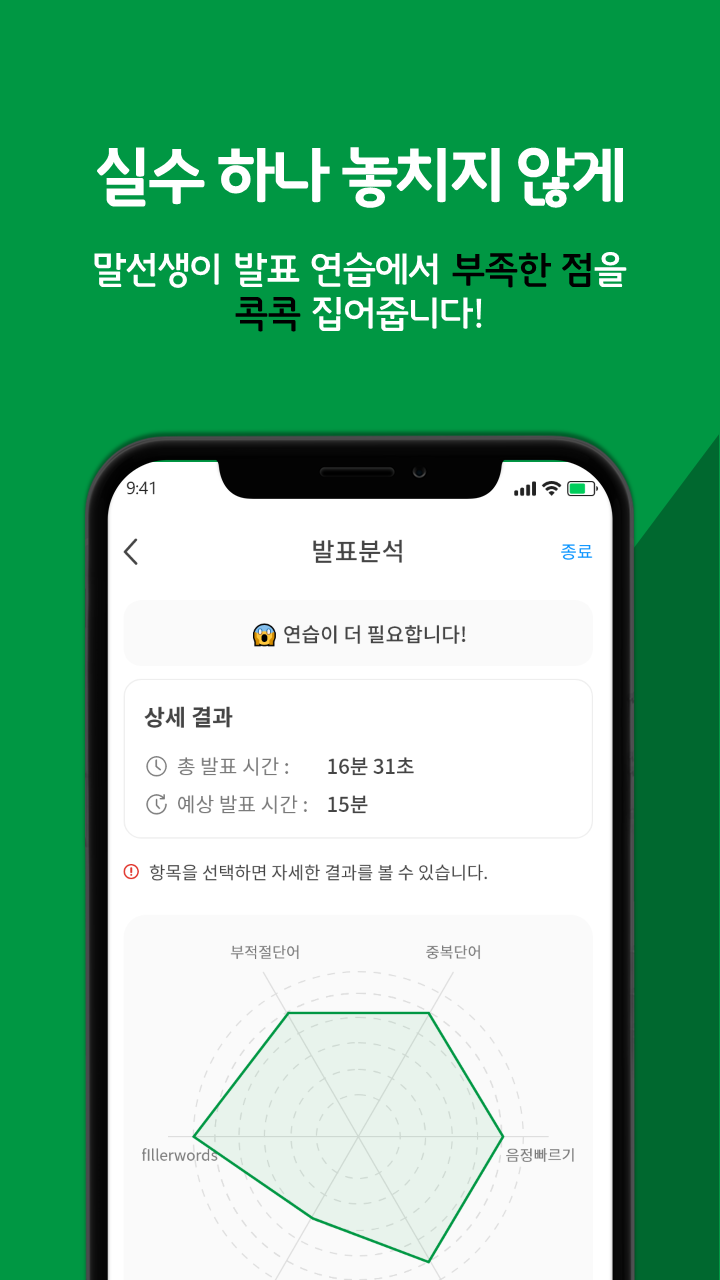 실수 하나 놓치지 않게
말선생이 발표 연습에서 부족한 점을
콕콕 집어줍니다!
9:41
발표분석
종료
😱 연습이 더 필요합니다!
상세 결과
총 발표 시간 : 16분 31초
예상 발표 시간 : 15분
항목을 선택하면 자세한 결과를 볼 수 있습니다.
부적절단어
중복단어
fIllerwords
음정빠르기